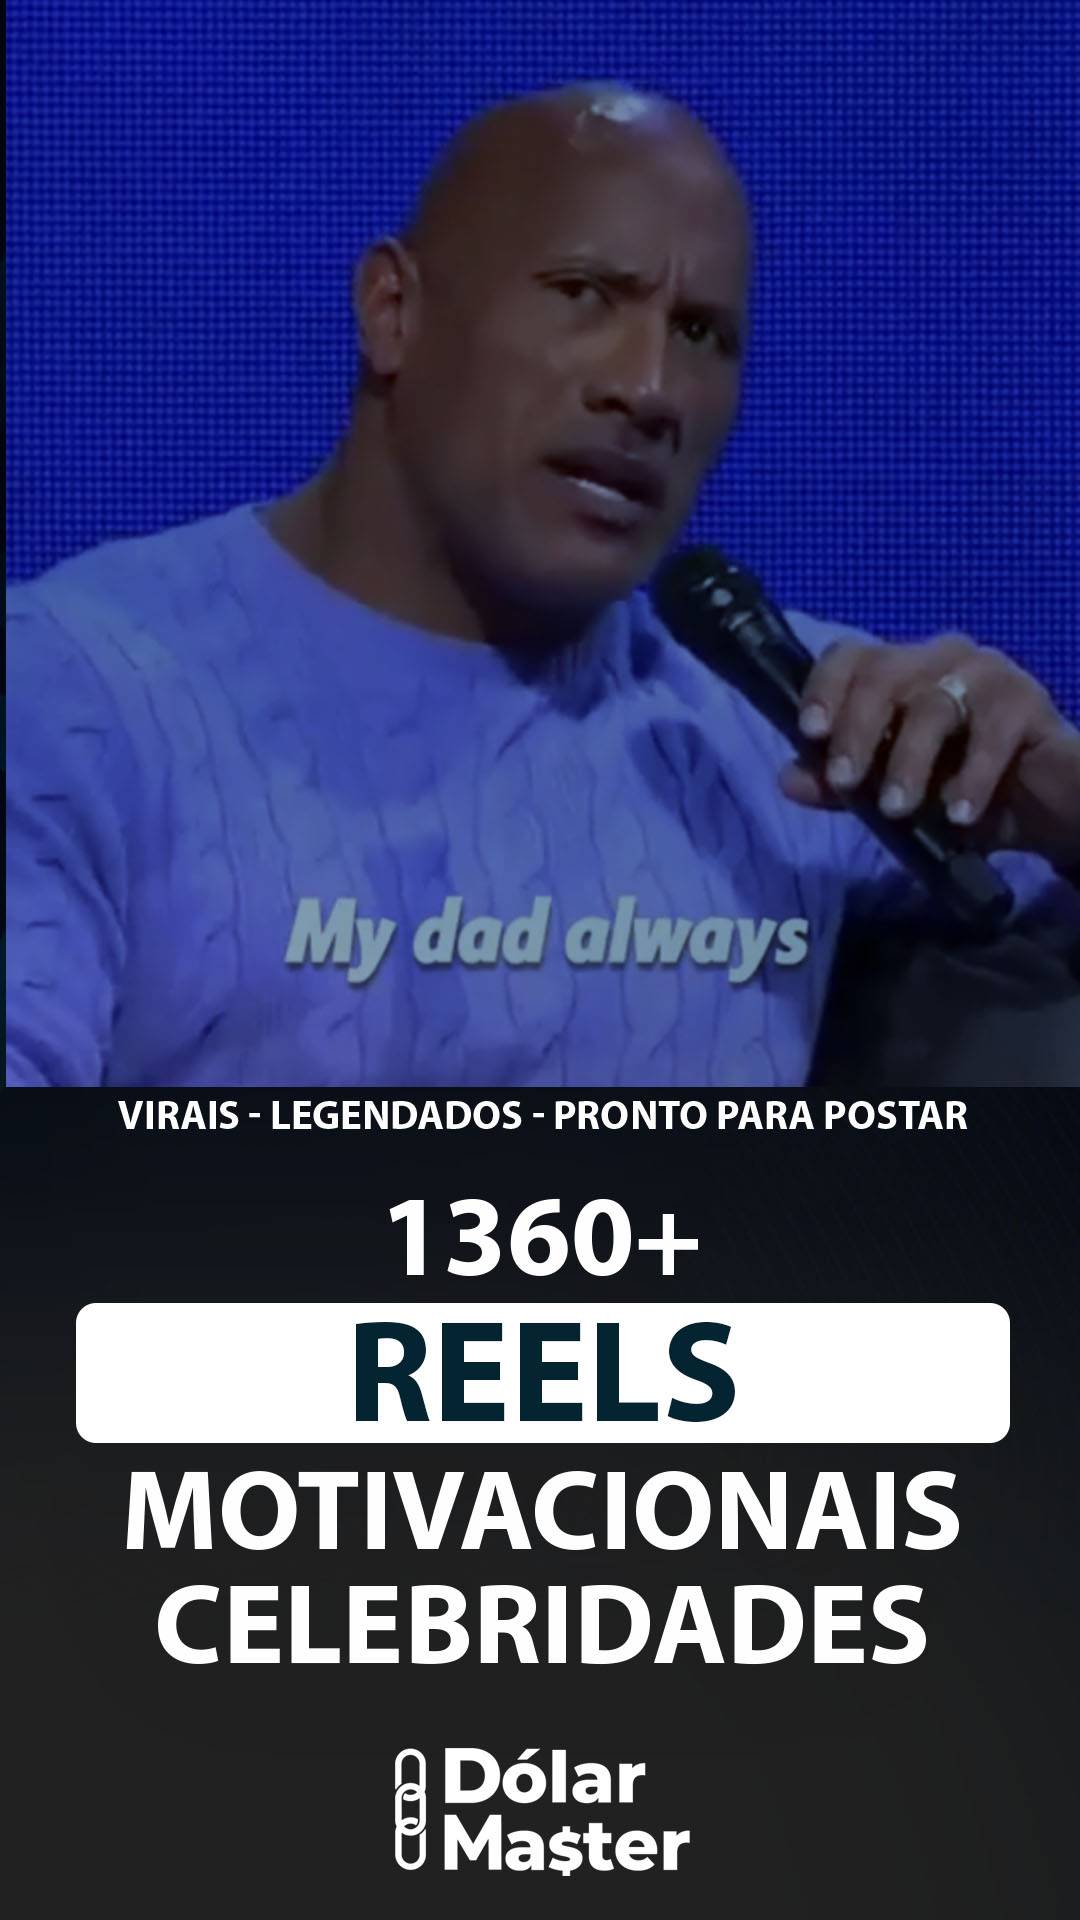 My dad always
VIRAIS - LEGENDADOS - PRONTO PARA POSTAR
1360+
REELS
MOTIVACIONAIS
CELEBRIDADES
Dólar
Ma$ter